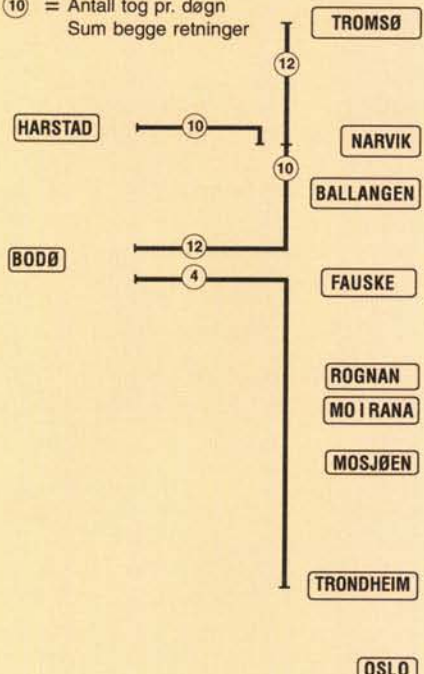 10 = Antall tog pr. døgn
Sum begge retninger
TROMSØ
12
HARSTAD
10
NARVIK
10
BALLANGEN
12
BODØ
4
FAUSKE
ROGNAN
MO I RANA
MOSJØEN
TRONDHEIM
OSLO